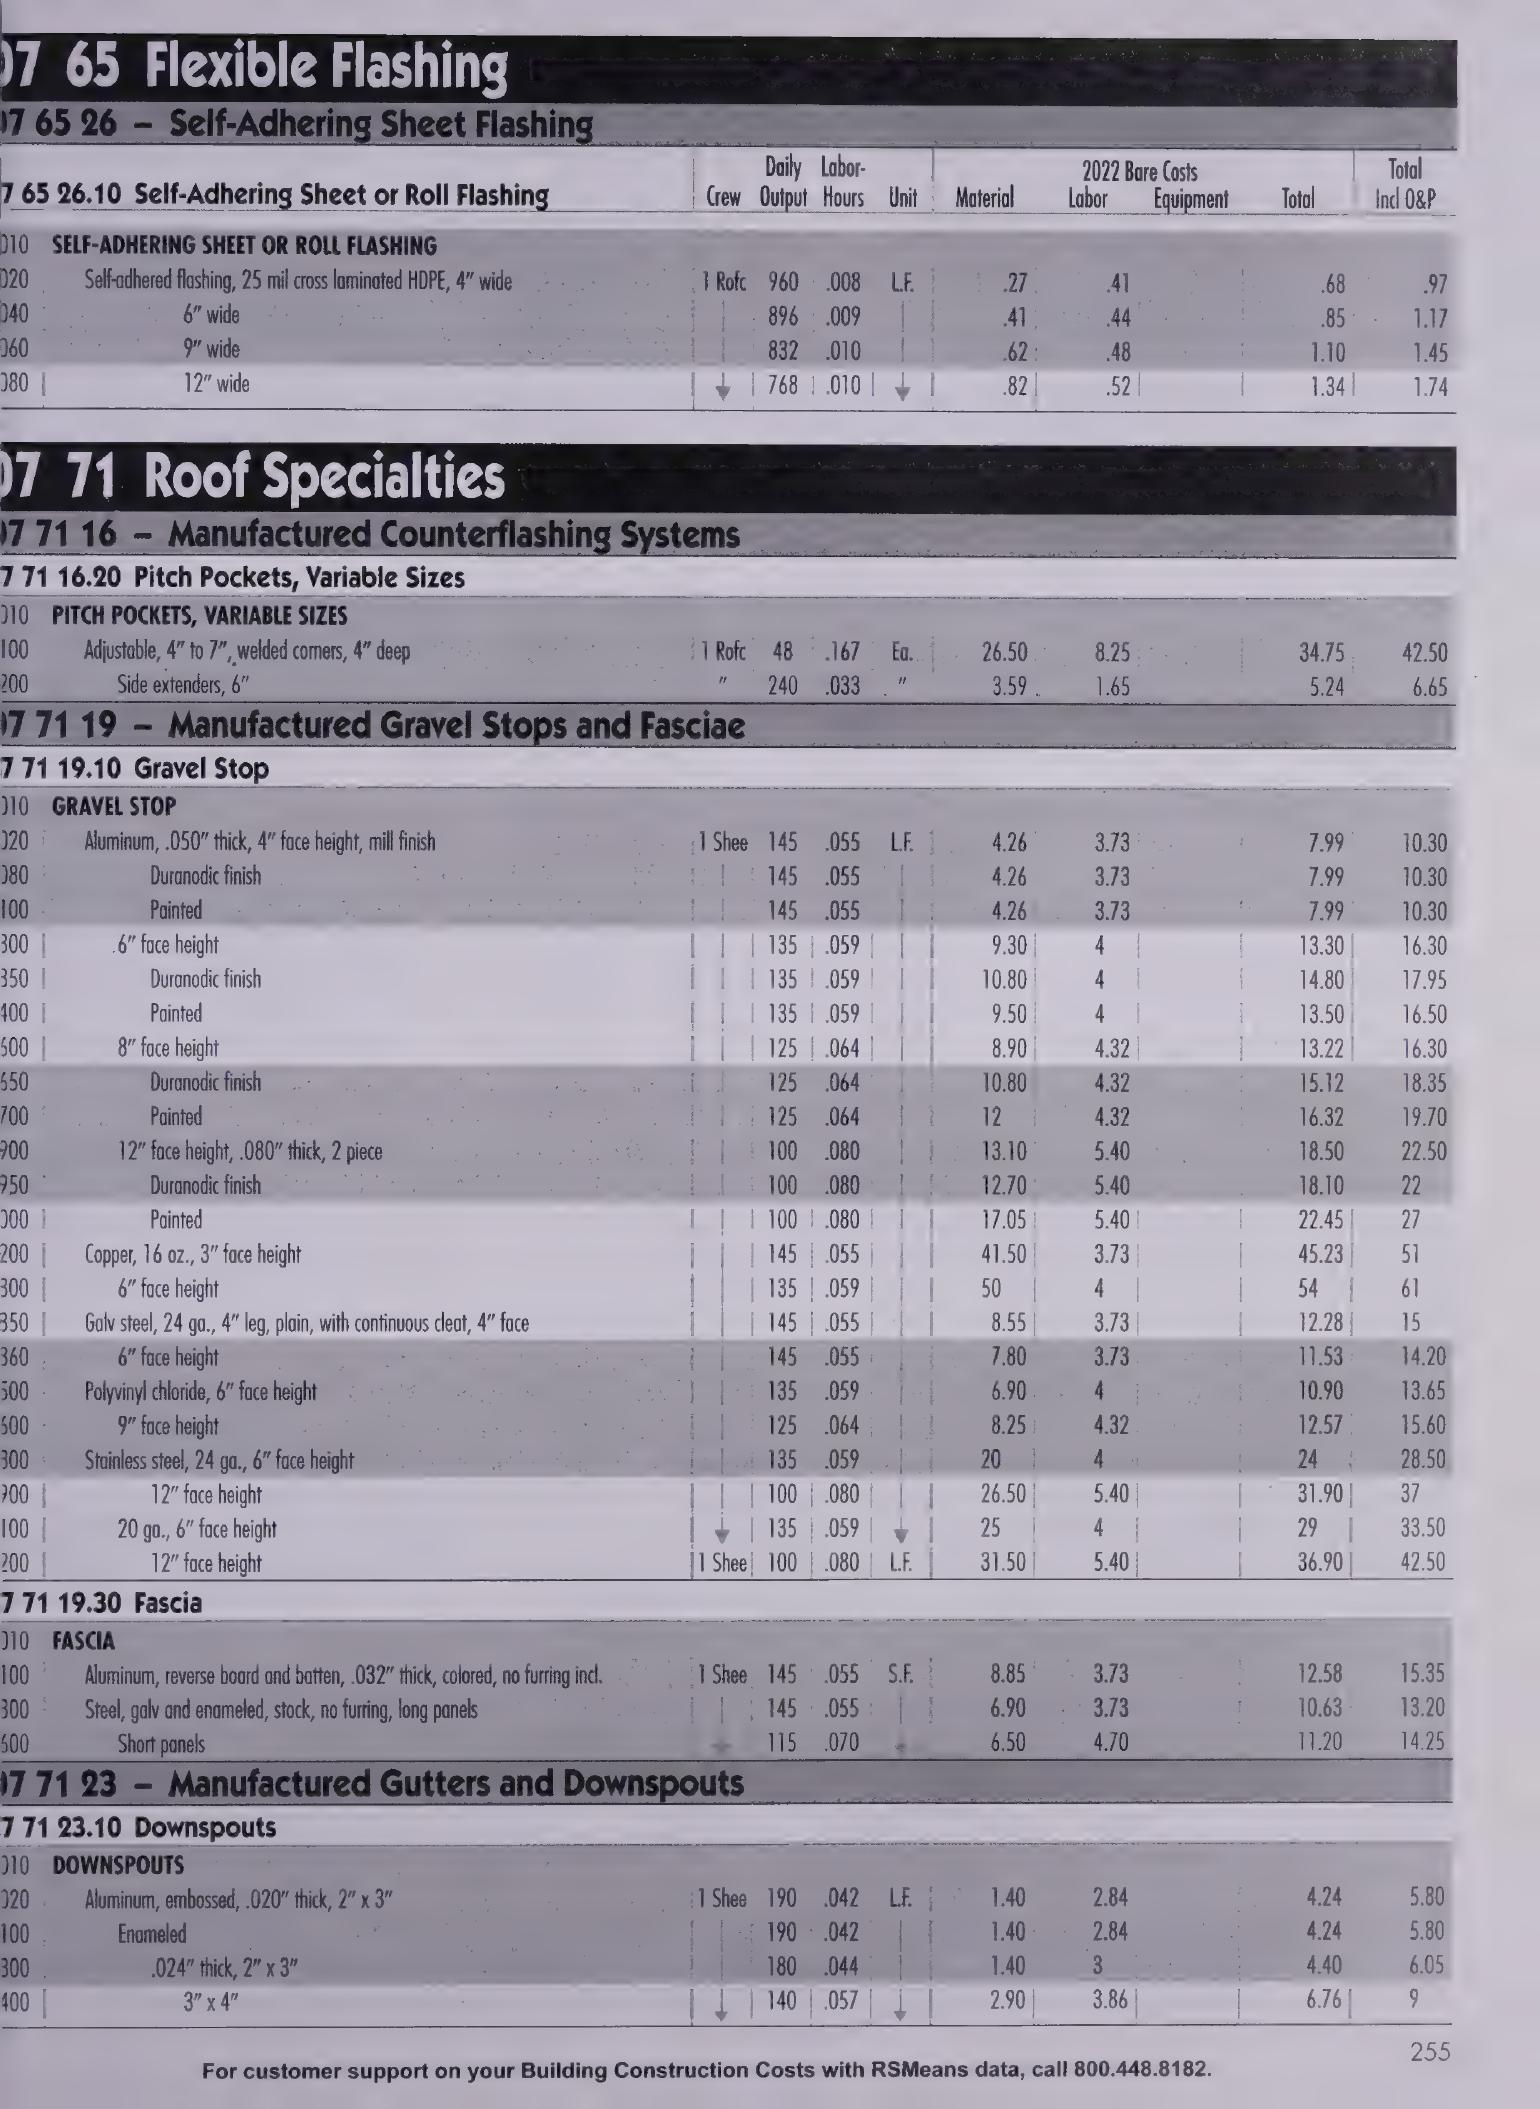 07 65 Flexible Flashing
07 65 26 – Self-Adhering Sheet Flashing
7 65 26.10 Self-Adhering Sheet or Roll Flashing Crew Daily Output Labor-Hours Unit Material 2022 Bare Costs Labor Equipment Total Total Incl O&P
010 SELF-ADHERING SHEET OR ROLL FLASHING
020 Self-adhered flashing, 25 mil cross laminated HDPE, 4" wide 1 Rofc 960 .008 L.F. .27 .41 .68 .97
040 6" wide 896 .009 .41 .44 .85 1.17
060 9" wide 832 .010 .62 .48 1.10 1.45
080 12" wide 768 .010 .82 .52 1.34 1.74
07 71 Roof Specialties
07 71 16 – Manufactured Counterflashing Systems
7 71 16.20 Pitch Pockets, Variable Sizes
010 PITCH POCKETS, VARIABLE SIZES
100 Adjustable, 4" to 7", welded corners, 4" deep 1 Rofc 48 .167 Ea. 26.50 8.25 34.75 42.50
200 Side extenders, 6" " 240 .033 " 3.59 1.65 5.24 6.65
07 71 19 – Manufactured Gravel Stops and Fasciae
7 71 19.10 Gravel Stop
010 GRAVEL STOP
020 Aluminum, .050" thick, 4" face height, mill finish 1 Shee 145 .055 L.F. 4.26 3.73 7.99 10.30
080 Duranodic finish 145 .055 4.26 3.73 7.99 10.30
100 Painted 145 .055 4.26 3.73 7.99 10.30
300 6" face height 135 .059 9.30 4 13.30 16.30
350 Duranodic finish 135 .059 10.80 4 14.80 17.95
400 Painted 135 .059 9.50 4 13.50 16.50
600 8" face height 125 .064 8.90 4.32 13.22 16.30
650 Duranodic finish 125 .064 10.80 4.32 15.12 18.35
700 Painted 125 .064 12 4.32 16.32 19.70
900 12" face height, .080" thick, 2 piece 100 .080 13.10 5.40 18.50 22.50
950 Duranodic finish 100 .080 12.70 5.40 18.10 22
000 Painted 100 .080 17.05 5.40 22.45 27
200 Copper, 16 oz., 3" face height 145 .055 41.50 3.73 45.23 51
300 6" face height 135 .059 50 4 54 61
350 Galv steel, 24 ga., 4" leg, plain, with continuous cleat, 4" face 145 .055 8.55 3.73 12.28 15
360 6" face height 145 .055 7.80 3.73 11.53 14.20
500 Polyvinyl chloride, 6" face height 135 .059 6.90 4 10.90 13.65
600 9" face height 125 .064 8.25 4.32 12.57 15.60
800 Stainless steel, 24 ga., 6" face height 135 .059 20 4 24 28.50
900 12" face height 100 .080 26.50 5.40 31.90 37
100 20 ga., 6" face height 135 .059 25 4 29 33.50
200 12" face height 1 Shee 100 .080 L.F. 31.50 5.40 36.90 42.50
7 71 19.30 Fascia
010 FASCIA
100 Aluminum, reverse board and batten, .032" thick, colored, no furring incl. 1 Shee 145 .055 S.F. 8.85 3.73 12.58 15.35
300 Steel, galv and enameled, stock, no furring, long panels 145 .055 6.90 3.73 10.63 13.20
600 Short panels 115 .070 6.50 4.70 11.20 14.25
07 71 23 – Manufactured Gutters and Downspouts
7 71 23.10 Downspouts
010 DOWNSPOUTS
020 Aluminum, embossed, .020" thick, 2" x 3" 1 Shee 190 .042 L.F. 1.40 2.84 4.24 5.80
100 Enameled 190 .042 1.40 2.84 4.24 5.80
300 .024" thick, 2" x 3" 180 .044 1.40 3 4.40 6.05
400 3" x 4" 140 .057 2.90 3.86 6.76 9
255
For customer support on your Building Construction Costs with RSMeans data, call 800.448.8182.